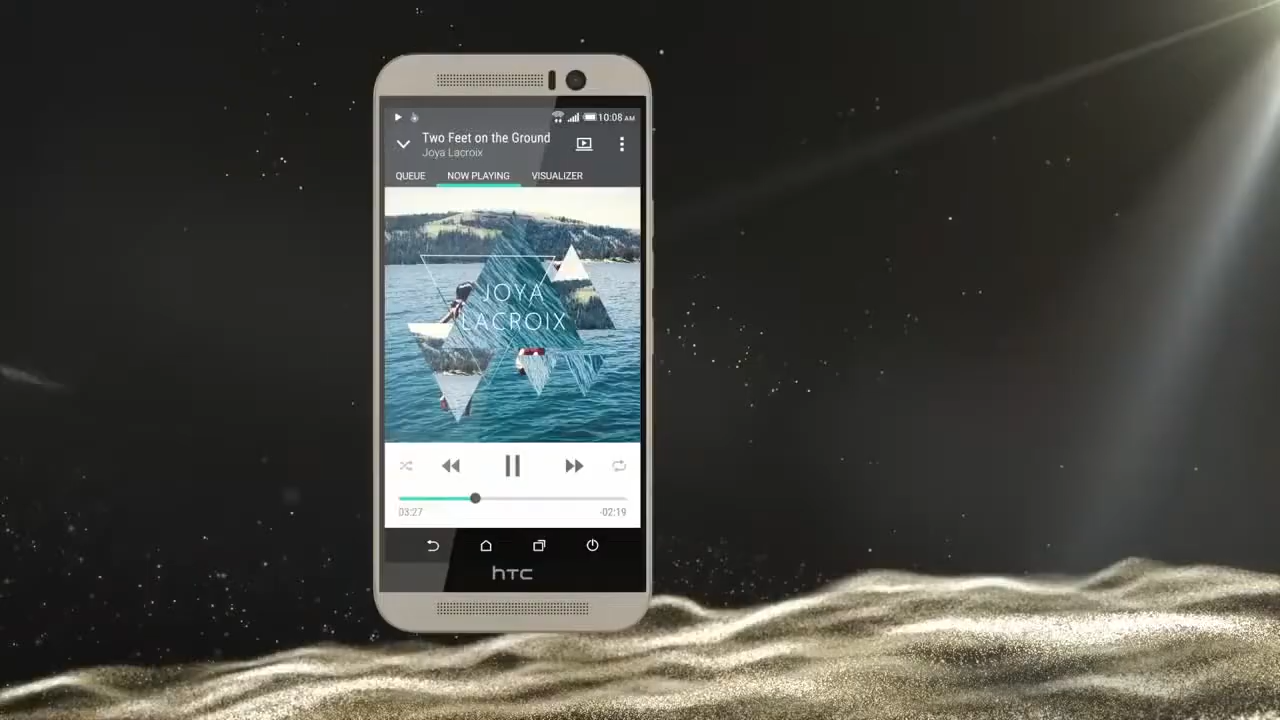 10:08 AM
Two Feet on the Ground
Joya Lacroix
QUEUE NOW PLAYING VISUALIZER
JOYA
LACROIX
03:27 -02:19
hTC